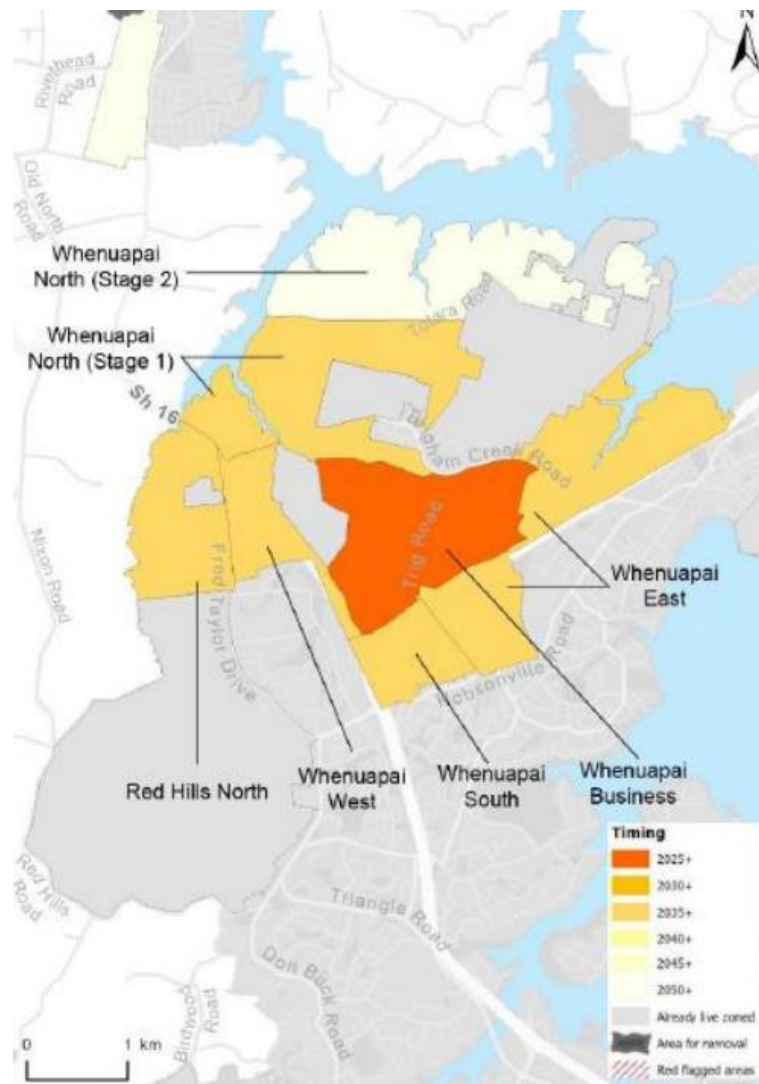 N
Riverhead
Road
Old North
Road
Whenuapai
North (Stage 2)
Totara Road
Whenuapai
North (Stage 1)
Sh 16
Brigham Creek Road
Trig Road
Nixon Road
Fred Taylor Drive
Whenuapai
East
Hobsonville Road
Red Hills North
Whenuapai
West
Whenuapai
South
Whenuapai
Business
Timing
2025+
2030+
2035+
2040+
2045+
2050+
Already live zoned
Area for removal
Red flagged areas
Red Hills
Road
Triangle Road
Don Buck Road
Birdwood
Road
0 1 km